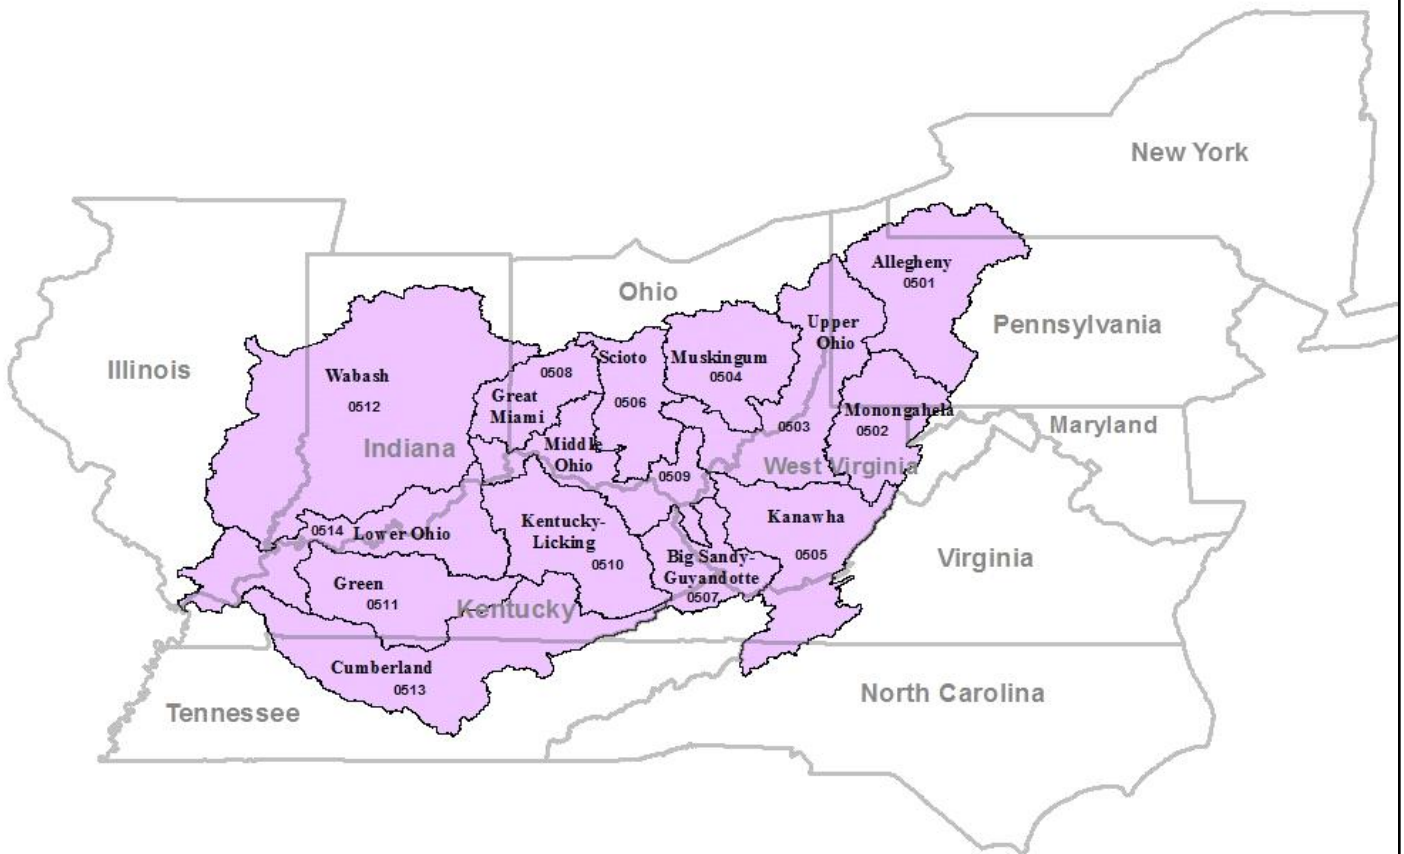 New York
Allegheny
0501
Ohio
Upper
Ohio
Pennsylvania
Illinois
Wabash
0512
Scioto
0506
Muskingum
0504
0508
Great
Miami
Monongahela
0502
Maryland
0503
Indiana
Middle
Ohio
West Virginia
0509
Kanawha
0505
0514
Lower Ohio
Kentucky-
Licking
0510
Big Sandy-
Guyandotte
0507
Virginia
Green
0511
Kentucky
Cumberland
0513
North Carolina
Tennessee